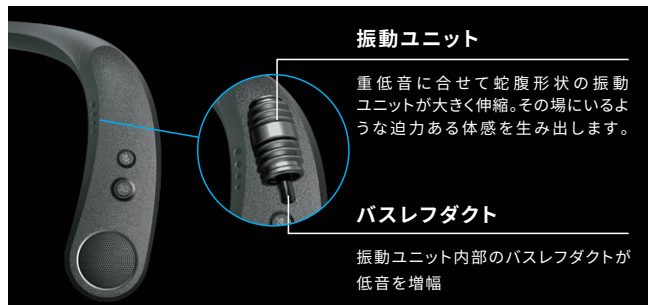 振動ユニット
重低音に合せて蛇腹形状の振動
ユニットが大きく伸縮。その場にいるよ
うな迫力ある体感を生み出します。
バスレフダクト
振動ユニット内部のバスレフダクトが
低音を増幅